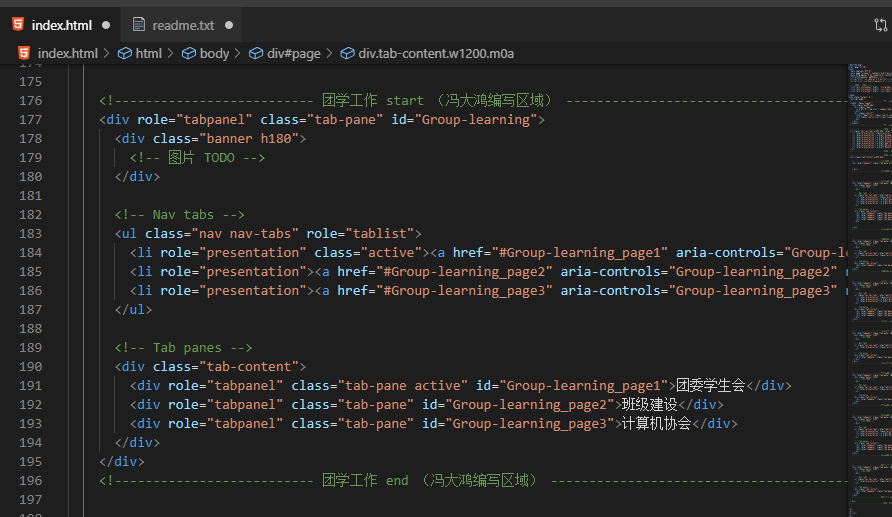 index.html ● readme.txt ●
index.html > html > body > div#page > div.tab-content.w1200.m0a
174
175
176 <!-------------------------- 团学工作 start （冯大鸿编写区域） -------------------------------------
177 <div role="tabpanel" class="tab-pane" id="Group-learning">
178 <div class="banner h180">
179 <!-- 图片 TODO -->
180 </div>
181
182 <!-- Nav tabs -->
183 <ul class="nav nav-tabs" role="tablist">
184 <li role="presentation" class="active"><a href="#Group-learning_page1" aria-controls="Group-le
185 <li role="presentation"><a href="#Group-learning_page2" aria-controls="Group-learning_page2" r
186 <li role="presentation"><a href="#Group-learning_page3" aria-controls="Group-learning_page3" r
187 </ul>
188
189 <!-- Tab panes -->
190 <div class="tab-content">
191 <div role="tabpanel" class="tab-pane active" id="Group-learning_page1">团委学生会</div>
192 <div role="tabpanel" class="tab-pane" id="Group-learning_page2">班级建设</div>
193 <div role="tabpanel" class="tab-pane" id="Group-learning_page3">计算机协会</div>
194 </div>
195 </div>
196 <!-------------------------- 团学工作 end （冯大鸿编写区域） ---------------------------------------
197